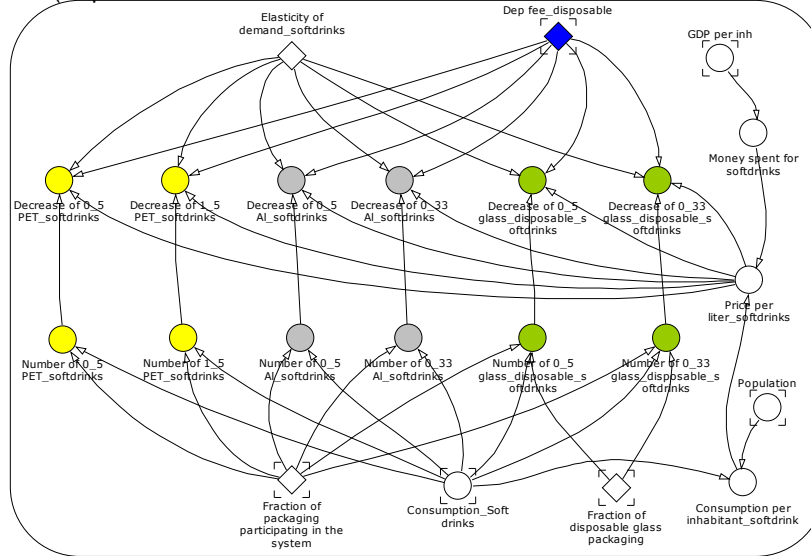 Elasticity of
demand_softdrinks
Dep fee_disposable
GDP per inh
Money spent for
softdrinks
Decrease of 0_5
PET_softdrinks
Decrease of 1_5
PET_softdrinks
Decrease of 0_5
Al_softdrinks
Decrease of 0_33
Al_softdrinks
Decrease of 0_5
glass_disposable_s
oftdrinks
Decrease of 0_33
glass_disposable_s
oftdrinks
Price per
liter_softdrinks
Number of 0_5
PET_softdrinks
Number of 1_5
PET_softdrinks
Number of 0_5
Al_softdrinks
Number of 0_33
Al_softdrinks
Number of 0_5
glass_disposable_s
oftdrinks
Number of 0_33
glass_disposable_s
oftdrinks
Population
Fraction of
packaging
participating in the
system
Consumption_Soft
drinks
Fraction of
disposable glass
packaging
Consumption per
inhabitant_softdrink